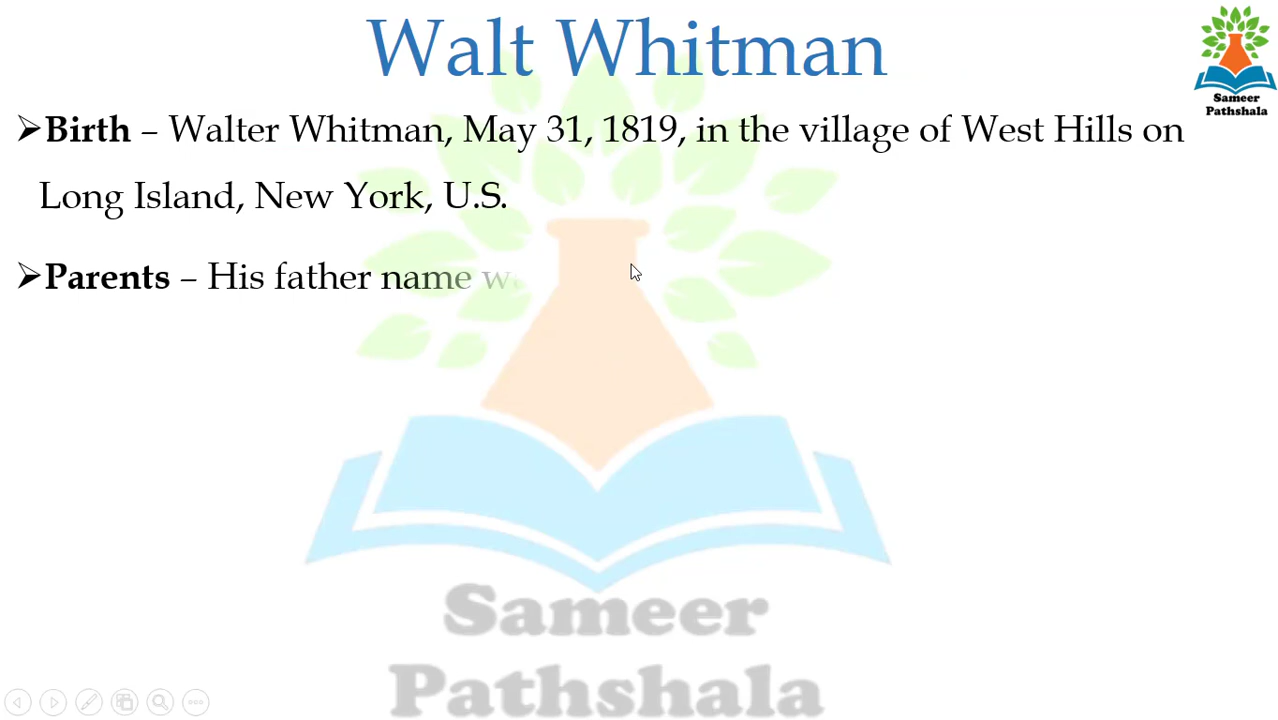 Walt Whitman
Sameer
Pathshala
➢Birth – Walter Whitman, May 31, 1819, in the village of West Hills on
Long Island, New York, U.S.
➢Parents – His father name
Sameer
Pathshala